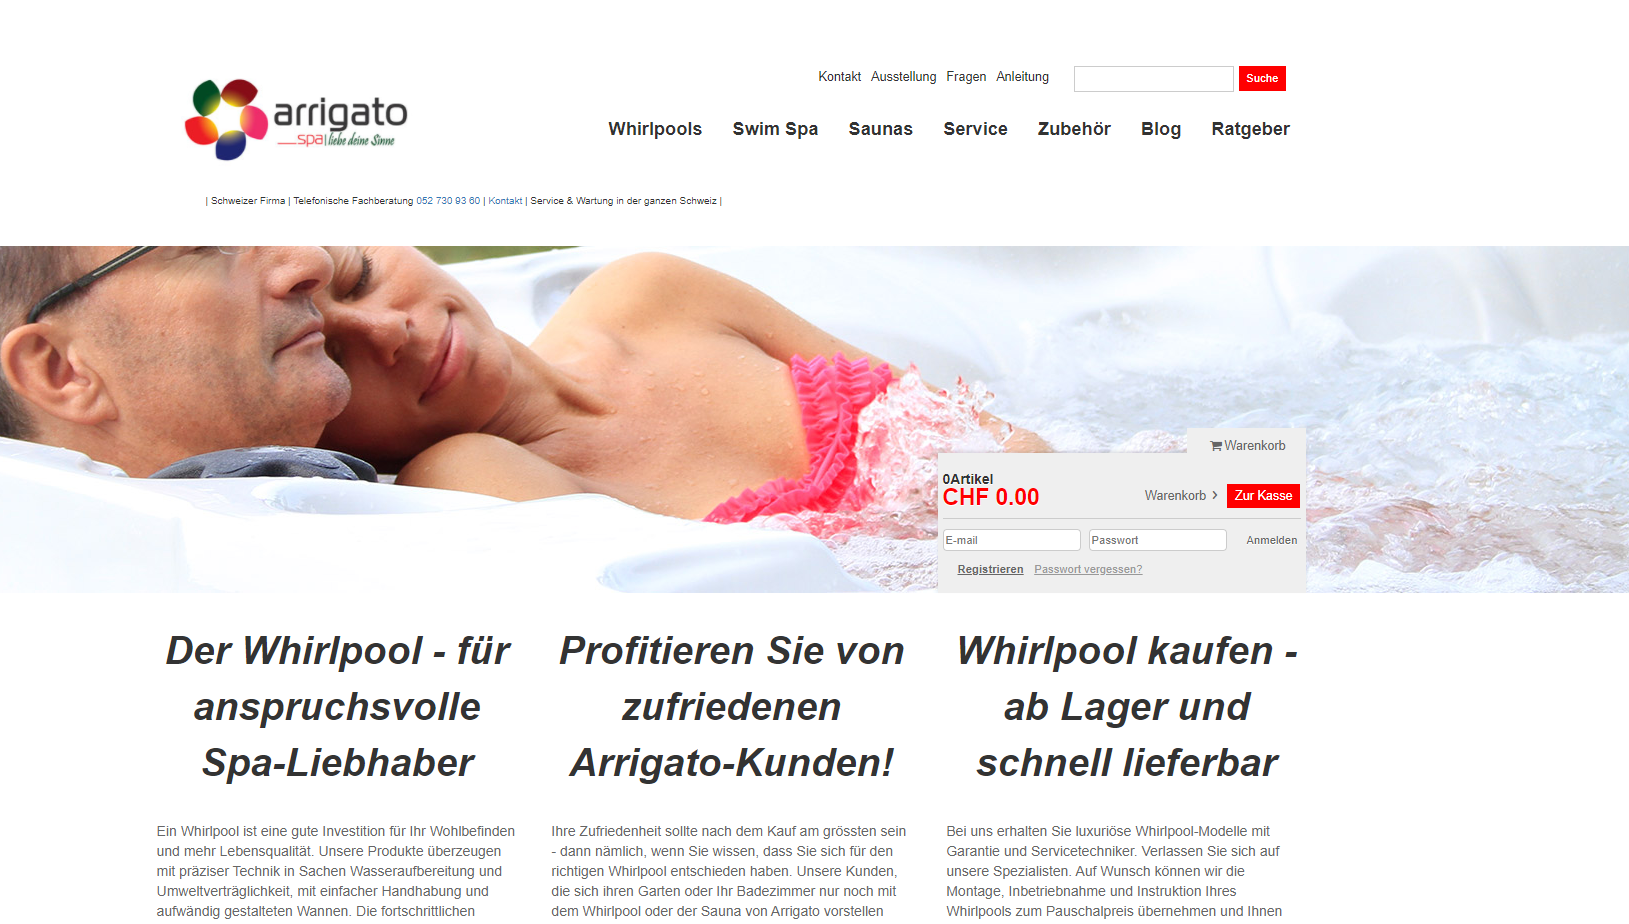 Kontakt Ausstellung Fragen Anleitung
Suche
arrigato
spa| liebe deine Sinne
Whirlpools Swim Spa Saunas Service Zubehör Blog Ratgeber
| Schweizer Firma | Telefonische Fachberatung 052 730 93 60 | Kontakt | Service & Wartung in der ganzen Schweiz |
Warenkorb
0Artikel
CHF 0.00
Warenkorb
Zur Kasse
E-mail
Passwort
Anmelden
Registrieren
Passwort vergessen?
Der Whirlpool - für
anspruchsvolle
Spa-Liebhaber
Ein Whirlpool ist eine gute Investition für Ihr Wohlbefinden
und mehr Lebensqualität. Unsere Produkte überzeugen
mit präziser Technik in Sachen Wasseraufbereitung und
Umweltverträglichkeit, mit einfacher Handhabung und
aufwändig gestalteten Wannen. Die fortschrittlichen
Profitieren Sie von
zufriedenen
Arrigato-Kunden!
Ihre Zufriedenheit sollte nach dem Kauf am grössten sein
- dann nämlich, wenn Sie wissen, dass Sie sich für den
richtigen Whirlpool entschieden haben. Unsere Kunden,
die sich ihren Garten oder Ihr Badezimmer nur noch mit
dem Whirlpool oder der Sauna von Arrigato vorstellen
Whirlpool kaufen -
ab Lager und
schnell lieferbar
Bei uns erhalten Sie luxuriöse Whirlpool-Modelle mit
Garantie und Servicetechniker. Verlassen Sie sich auf
unsere Spezialisten. Auf Wunsch können wir die
Montage, Inbetriebnahme und Instruktion Ihres
Whirlpools zum Pauschalpreis übernehmen und Ihnen